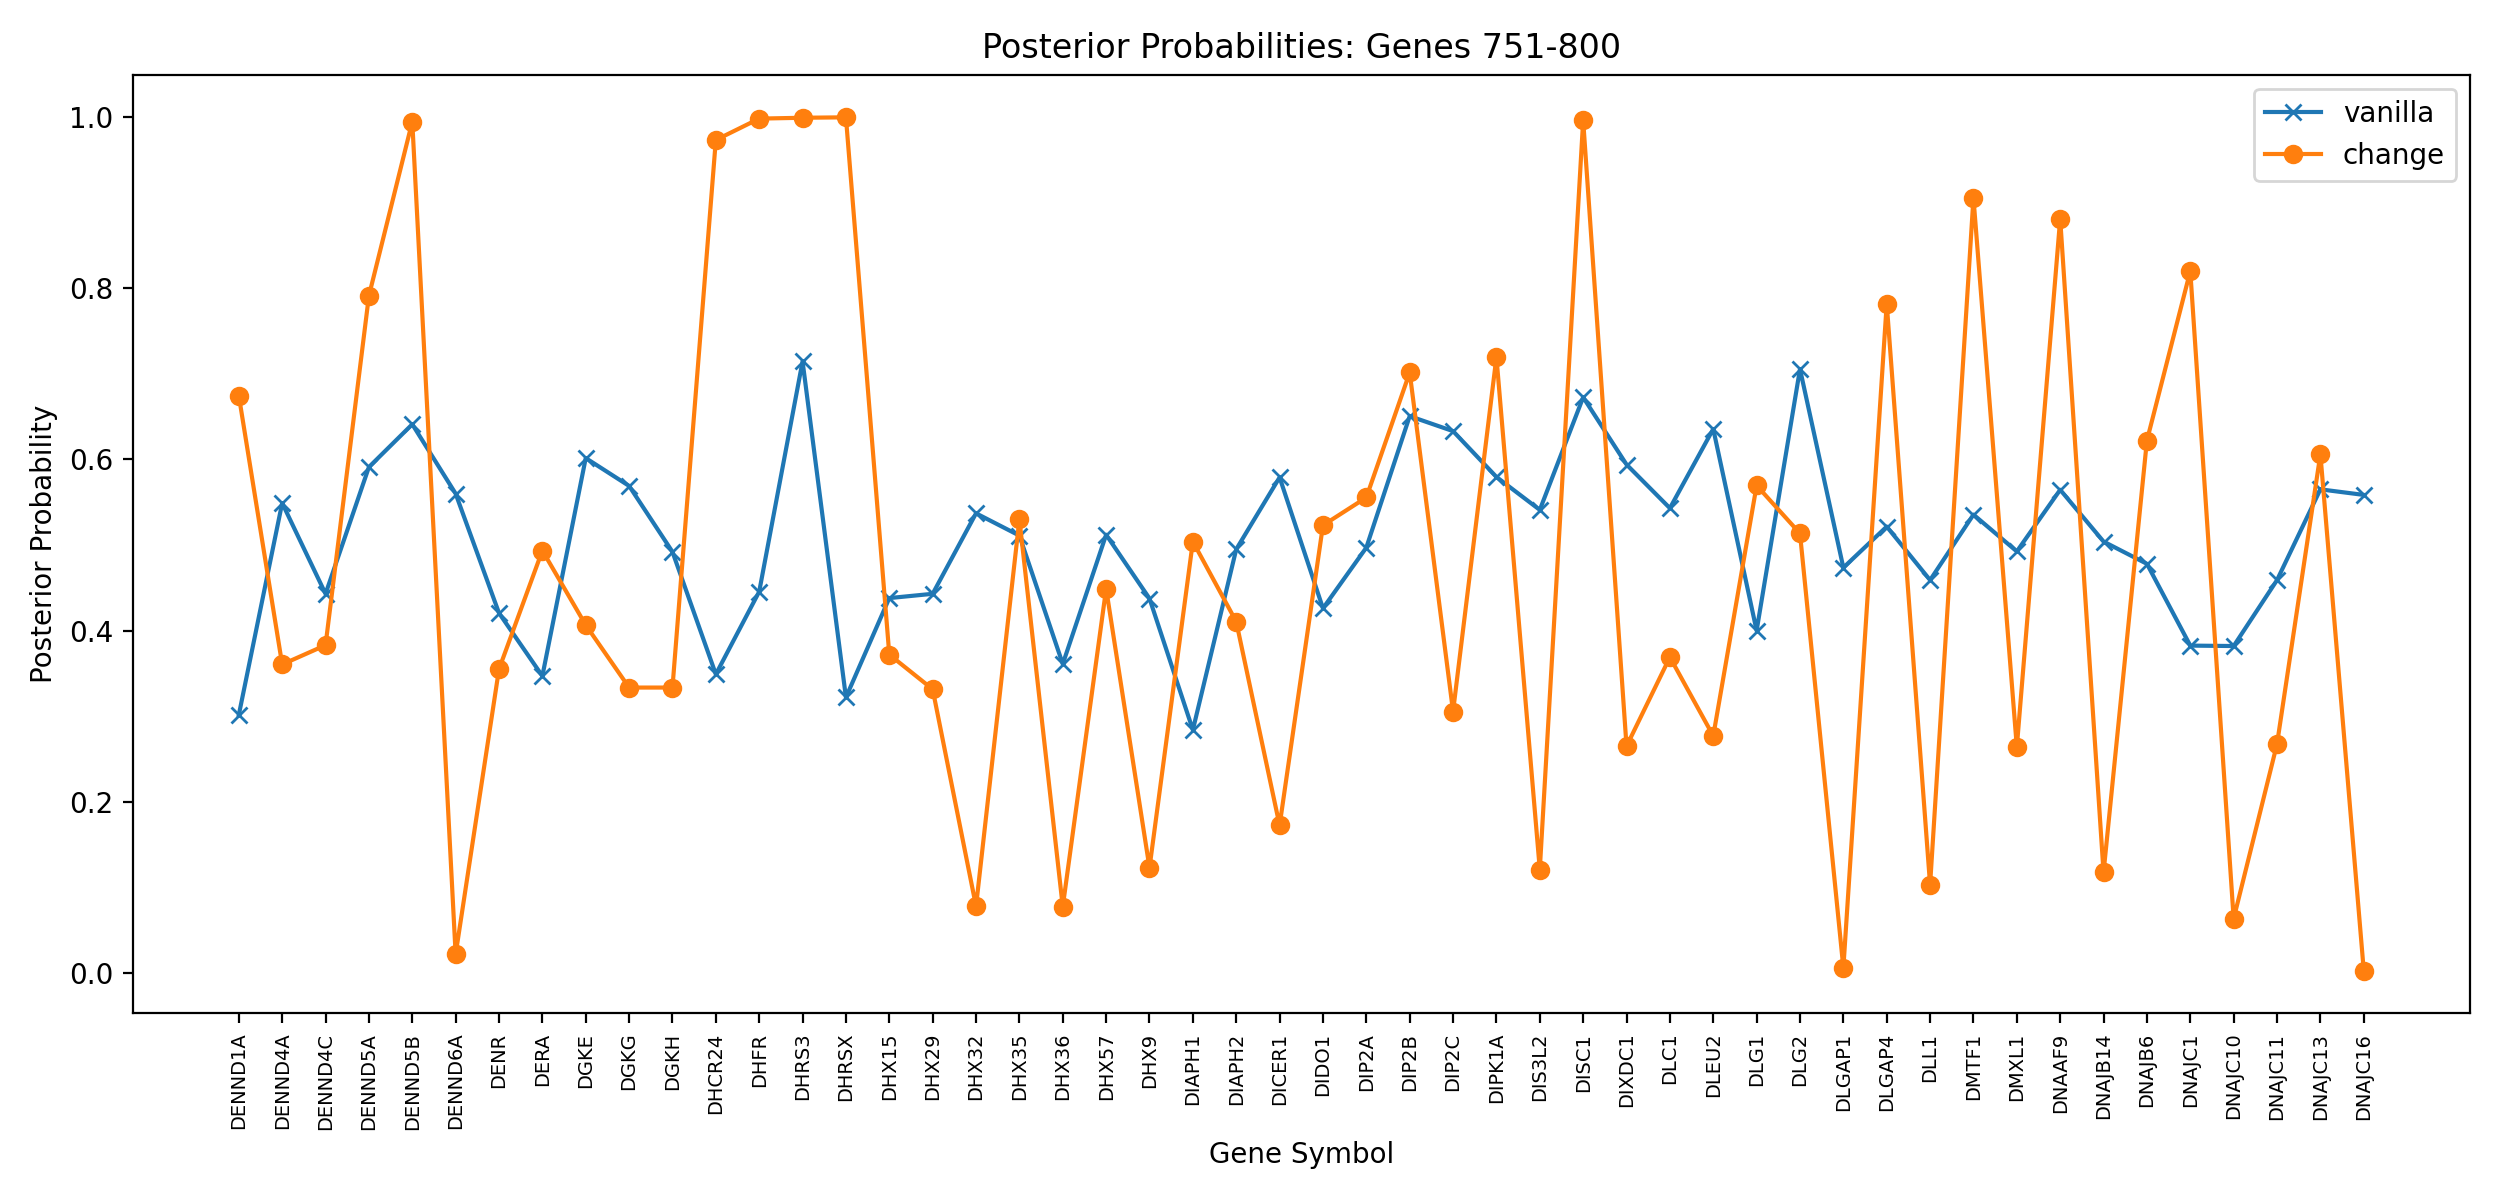 Posterior Probabilities: Genes 751-800
vanilla
change
Posterior Probability
1.0
0.8
0.6
0.4
0.2
0.0
DENND1A
DENND4A
DENND4C
DENND5A
DENND5B
DENND6A
DENR
DERA
DGKE
DGKG
DGKH
DHCR24
DHFR
DHRS3
DHRSX
DHX15
DHX29
DHX32
DHX35
DHX36
DHX57
DHX9
DIAPH1
DIAPH2
DICER1
DIDO1
DIP2A
DIP2B
DIP2C
DIPK1A
DIS3L2
DISC1
DIXDC1
DLC1
DLEU2
DLG1
DLG2
DLGAP1
DLGAP4
DLL1
DMTF1
DMXL1
DNAAF9
DNAJB14
DNAJB6
DNAJC1
DNAJC10
DNAJC11
DNAJC13
DNAJC16
Gene Symbol